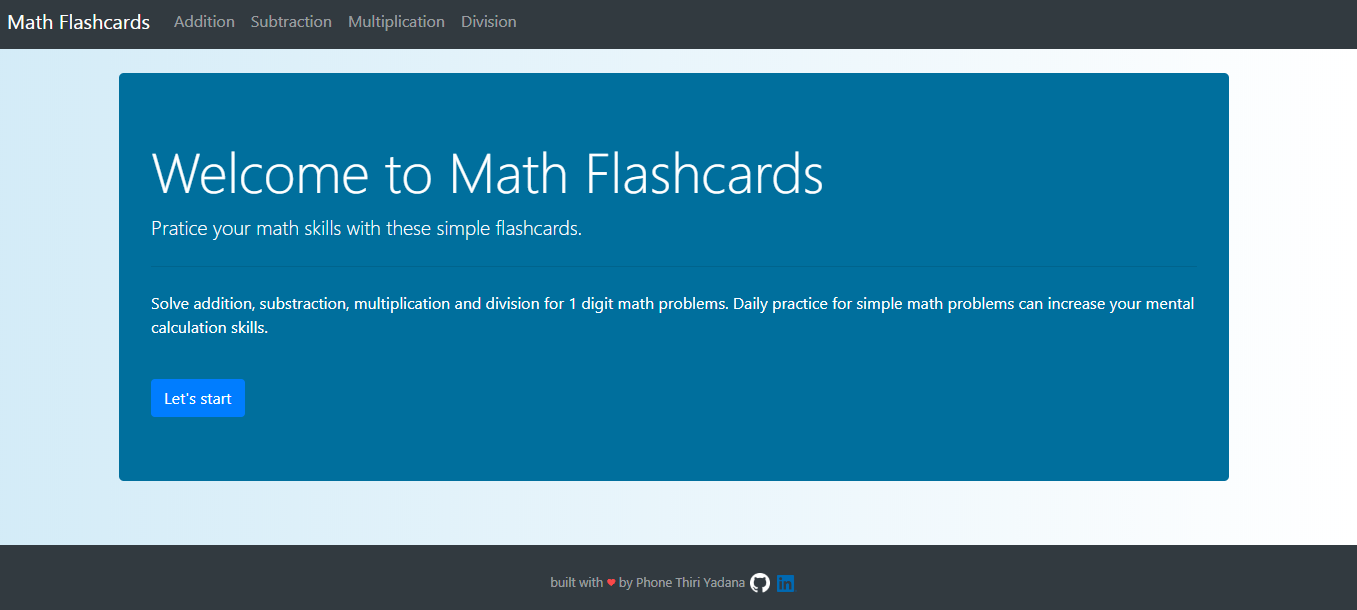 Math Flashcards Addition Subtraction Multiplication Division
Welcome to Math Flashcards
Pratice your math skills with these simple flashcards.
Solve addition, substraction, multiplication and division for 1 digit math problems. Daily practice for simple math problems can increase your mental
calculation skills.
Let's start
built with ❤ by Phone Thiri Yadana in